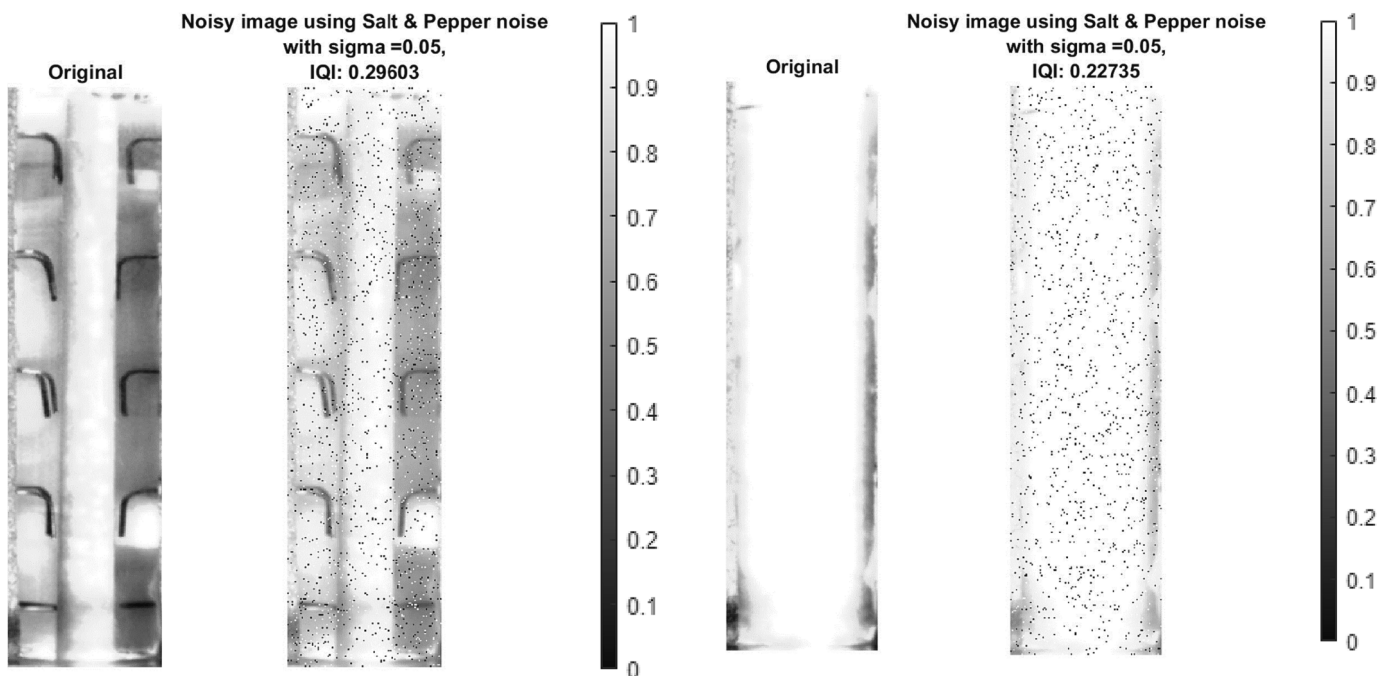 Original
Noisy image using Salt & Pepper noise
with sigma =0.05,
IQI: 0.29603
1
0.9
0.8
0.7
0.6
0.5
0.4
0.3
0.2
0.1
0
Original
Noisy image using Salt & Pepper noise
with sigma =0.05,
IQI: 0.22735
1
0.9
0.8
0.7
0.6
0.5
0.4
0.3
0.2
0.1
0